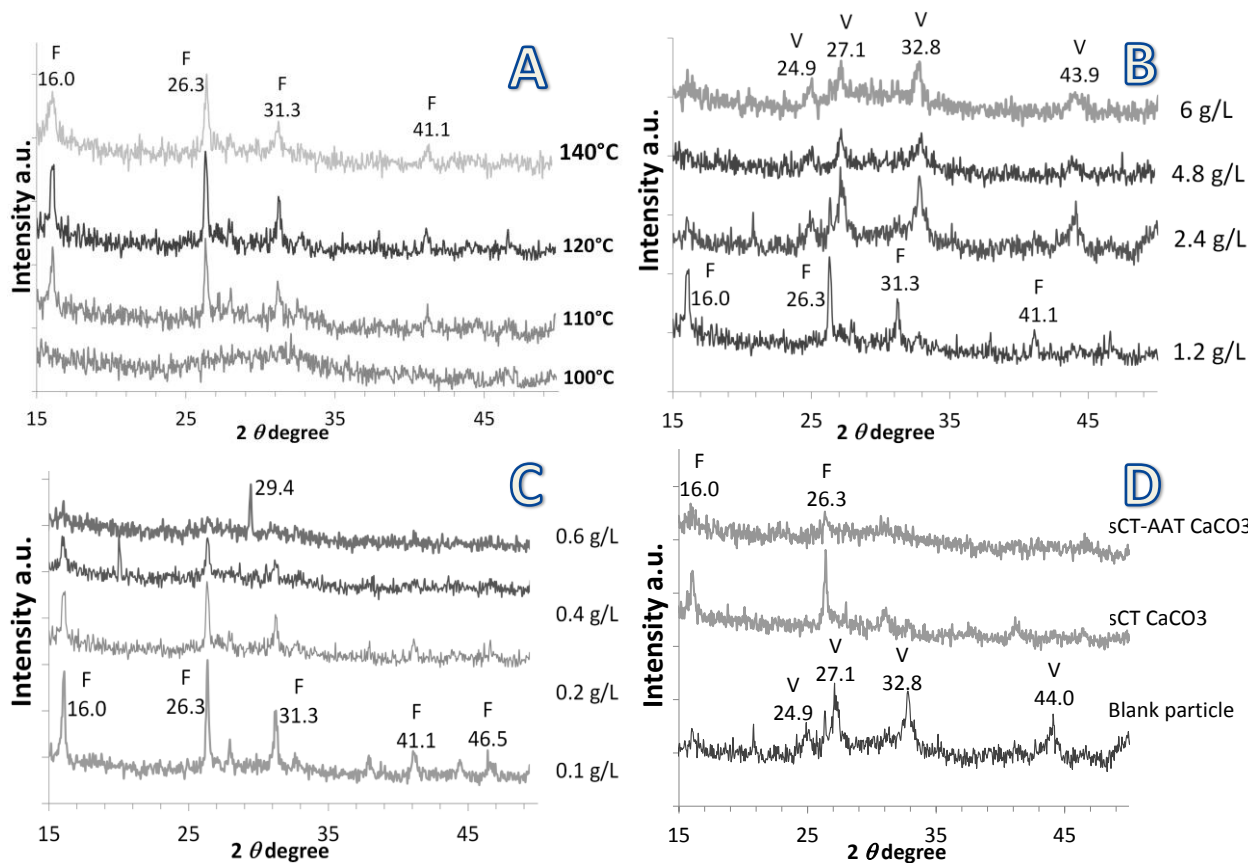 A
F
16.0
F
26.3
F
31.3
F
41.1
140°C
120°C
110°C
100°C
Intensity a.u.
15
25
35
45
2 θ degree
B
V
24.9
V
27.1
V
32.8
V
43.9
6 g/L
4.8 g/L
2.4 g/L
F
16.0
F
26.3
F
31.3
F
41.1
1.2 g/L
Intensity a.u.
15
25
35
45
2 θ degree
C
29.4
0.6 g/L
0.4 g/L
0.2 g/L
F
16.0
F
26.3
F
31.3
F
41.1
F
46.5
0.1 g/L
Intensity a.u.
15
25
35
45
2 θ degree
D
F
16.0
F
26.3
sCT-AAT CaCO3
sCT CaCO3
V
24.9
V
27.1
V
32.8
V
44.0
Blank particle
Intensity a.u.
15
25
35
45
2 θ degree